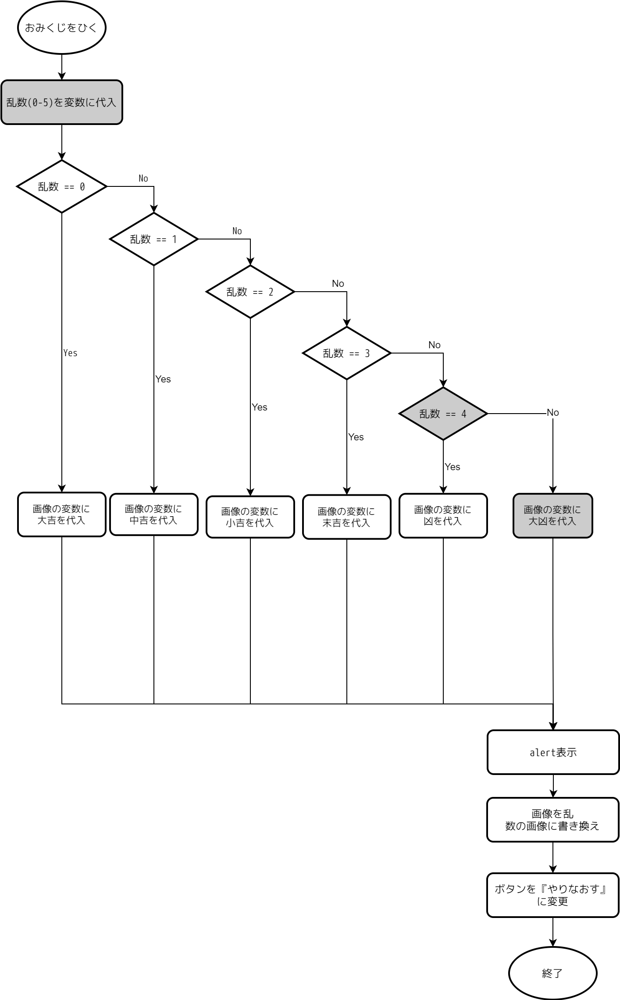 おみくじをひく
乱数(0-5)を変数に代入
乱数 == 0
No
乱数 == 1
No
乱数 == 2
No
乱数 == 3
No
乱数 == 4
No
Yes
Yes
Yes
Yes
Yes
画像の変数に
大吉を代入
画像の変数に
中吉を代入
画像の変数に
小吉を代入
画像の変数に
末吉を代入
画像の変数に
凶を代入
画像の変数に
大凶を代入
alert表示
画像を乱
数の画像に書き換え
ボタンを『やりなおす』
に変更
終了